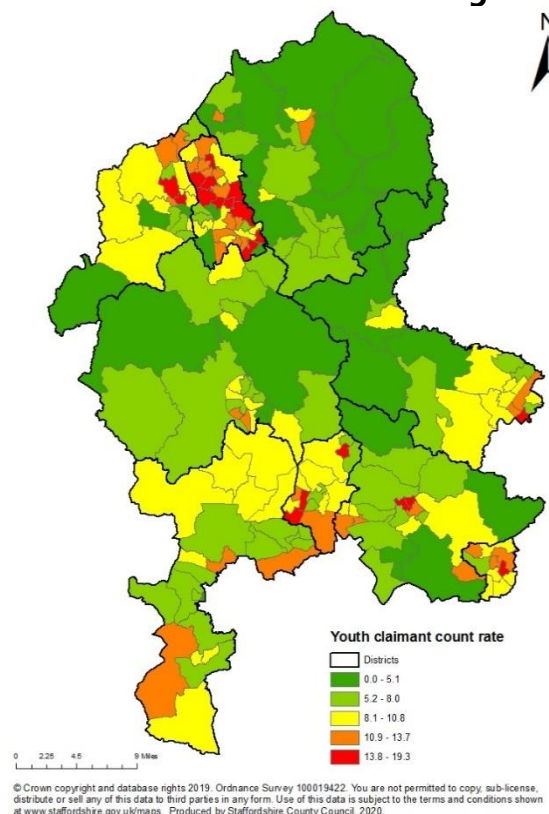 N
Youth claimant count rate
Districts
0.0 - 5.1
5.2 - 8.0
8.1 - 10.8
10.9 - 13.7
13.8 - 19.3
0 2.25 4.5 9 Miles
© Crown copyright and database rights 2019. Ordnance Survey 100019422. You are not permitted to copy, sub-license,
distribute or sell any of this data to third parties in any form. Use of this data is subject to the terms and conditions shown
at www.staffordshire.gov.uk/maps. Produced by Staffordshire County Council, 2020.